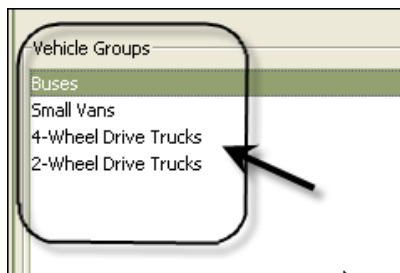 Vehicle Groups
Buses
Small Vans
4-Wheel Drive Trucks
2-Wheel Drive Trucks